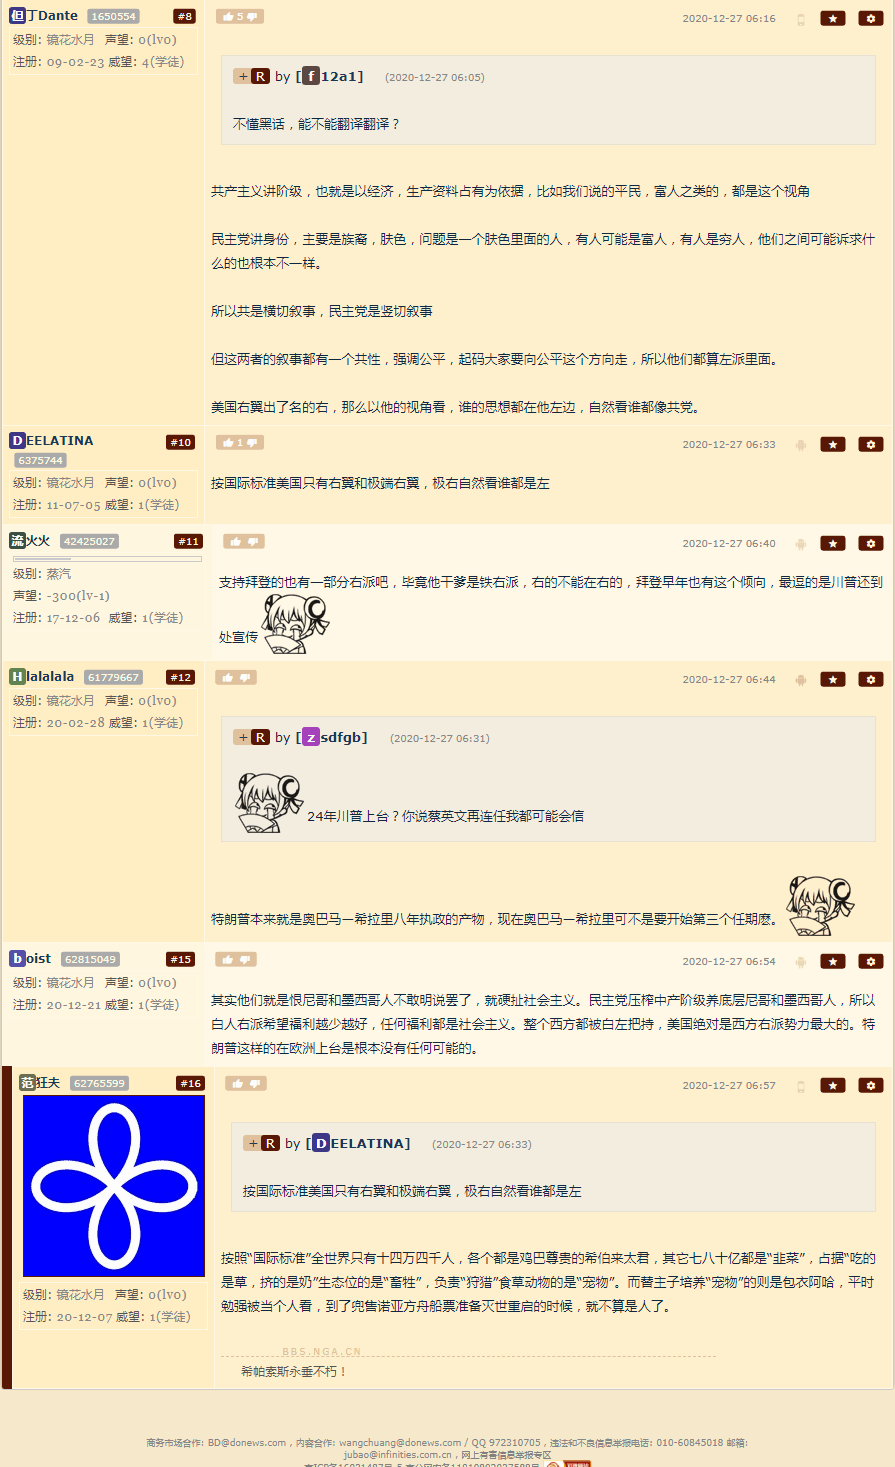 但丁Dante 1650554 #8
级别: 镜花水月 声望: 0(lv0)
注册: 09-02-23 威望: 4(学徒)
5 2020-12-27 06:16
+ R by [f12a1] (2020-12-27 06:05)
不懂黑话，能不能翻译翻译？
共产主义讲阶级，也就是以经济，生产资料占有为依据，比如我们说的平民，富人之类的，都是这个视角
民主党讲身份，主要是族裔，肤色，问题是一个肤色里面的人，有人可能是富人，有人是穷人，他们之间可能诉求什
么的也根本不一样。
所以共是横切叙事，民主党是竖切叙事
但这两者的叙事都有一个共性，强调公平，起码大家要向公平这个方向走，所以他们都算左派里面。
美国右翼出了名的右，那么以他的视角看，谁的思想都在他左边，自然看谁都像共党。
DEELATINA #10
6375744
级别: 镜花水月 声望: 0(lv0)
注册: 11-07-05 威望: 1(学徒)
1 2020-12-27 06:33
按国际标准美国只有右翼和极端右翼，极右自然看谁都是左
流火火 42425027 #11
级别: 蒸汽
声望: -300(lv-1)
注册: 17-12-06 威望: 1(学徒)
2020-12-27 06:40
支持拜登的也有一部分右派吧，毕竟他干爹是铁右派，右的不能在右的，拜登早年也有这个倾向，最逗的是川普还到
处宣传
Hlalalala 61779667 #12
级别: 镜花水月 声望: 0(lv0)
注册: 20-02-28 威望: 1(学徒)
2020-12-27 06:44
+ R by [zsdfgb] (2020-12-27 06:31)
24年川普上台？你说蔡英文再连任我都可能会信
特朗普本来就是奥巴马—希拉里八年执政的产物，现在奥巴马—希拉里可不是要开始第三个任期麽。
boist 62815049 #15
级别: 镜花水月 声望: 0(lv0)
注册: 20-12-21 威望: 1(学徒)
2020-12-27 06:54
其实他们就是恨尼哥和墨西哥人不敢明说罢了，就硬扯社会主义。民主党压榨中产阶级养底层尼哥和墨西哥人，所以
白人右派希望福利越少越好，任何福利都是社会主义。整个西方都被白左把持，美国绝对是西方右派势力最大的。特
朗普这样的在欧洲上台是根本没有任何可能的。
范狂夫 62765599 #16
级别: 镜花水月 声望: 0(lv0)
注册: 20-12-07 威望: 1(学徒)
2020-12-27 06:57
+ R by [DEELATINA] (2020-12-27 06:33)
按国际标准美国只有右翼和极端右翼，极右自然看谁都是左
按照“国际标准”全世界只有十四万四千人，各个都是鸡巴尊贵的希伯来太君，其它七八十亿都是“韭菜”，占据“吃的
是草，挤的是奶”生态位的是“畜牲”，负责“狩猎”食草动物的是“宠物”。而替主子培养“宠物”的则是包衣阿哈，平时
勉强被当个人看，到了兜售诺亚方舟船票准备灭世重启的时候，就不算是人了。
BBS.NGA.CN
希帕索斯永垂不朽！
商务市场合作: BD@donews.com，内容合作: wangchuang@donews.com / QQ 972310705，违法和不良信息举报电话: 010-60845018 邮箱:
jubao@infinities.com.cn，网上有害信息举报专区